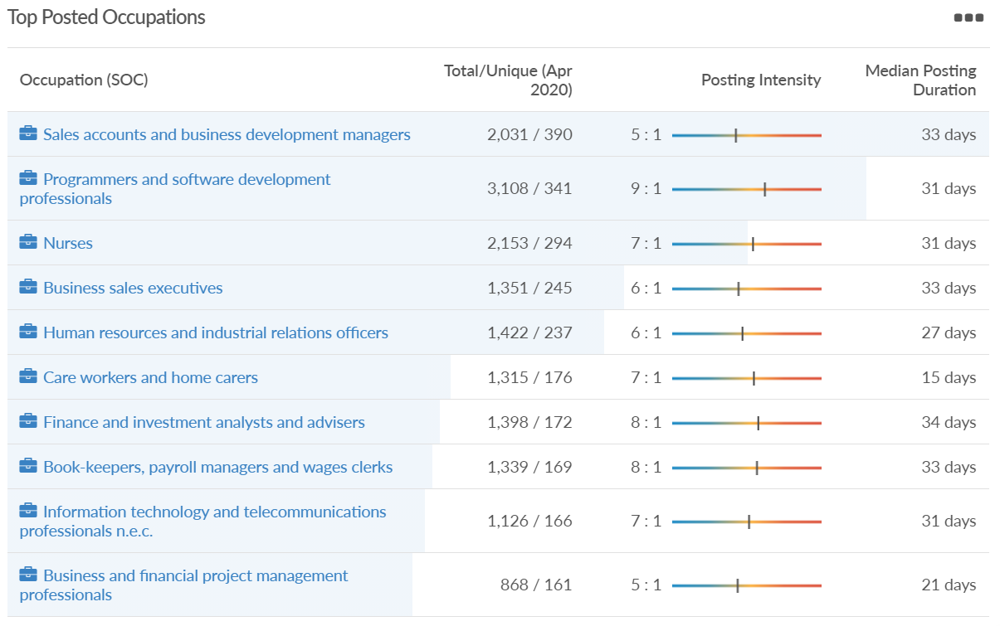 Top Posted Occupations
Occupation (SOC)
Total/Unique (Apr
2020)
Posting Intensity
Median Posting
Duration
Sales accounts and business development managers 2,031 / 390 5 : 1 33 days
Programmers and software development
professionals 3,108 / 341 9 : 1 31 days
Nurses 2,153 / 294 7 : 1 31 days
Business sales executives 1,351 / 245 6 : 1 33 days
Human resources and industrial relations officers 1,422 / 237 6 : 1 27 days
Care workers and home carers 1,315 / 176 7 : 1 15 days
Finance and investment analysts and advisers 1,398 / 172 8 : 1 34 days
Book-keepers, payroll managers and wages clerks 1,339 / 169 8 : 1 33 days
Information technology and telecommunications
professionals n.e.c. 1,126 / 166 7 : 1 31 days
Business and financial project management
professionals 868 / 161 5 : 1 21 days